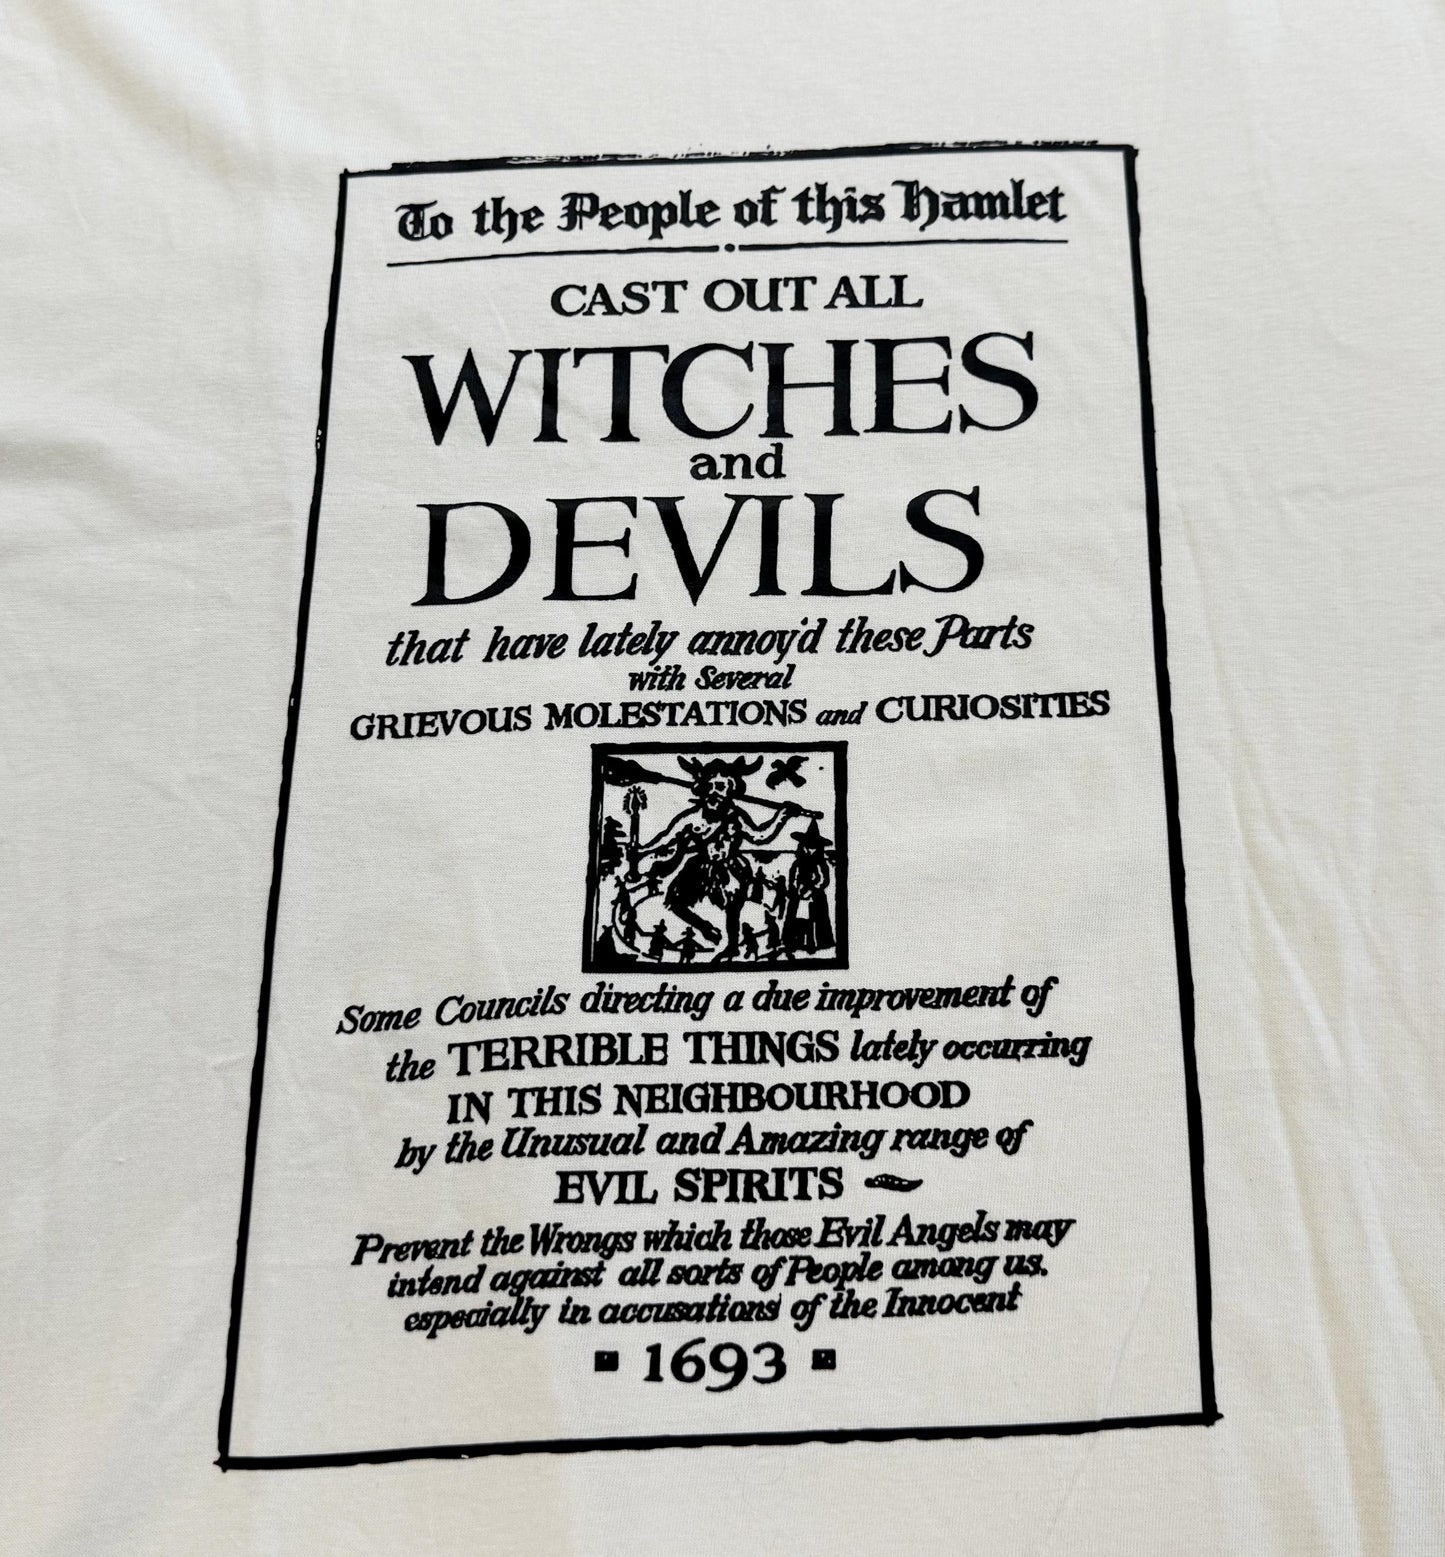 To the People of this Hamlet
CAST OUT ALL
WITCHES
and
DEVILS
that have lately annoy'd these Parts
with Several
GRIEVOUS MOLESTATIONS and CURIOSITIES
Some Councils directing a due improvement of
the TERRIBLE THINGS lately occurring
IN THIS NEIGHBOURHOOD
by the Unusual and Amazing range of
EVIL SPIRITS
Prevent the Wrongs which those Evil Angels may
intend against all sorts of People among us.
especially in accusations of the Innocent
1693